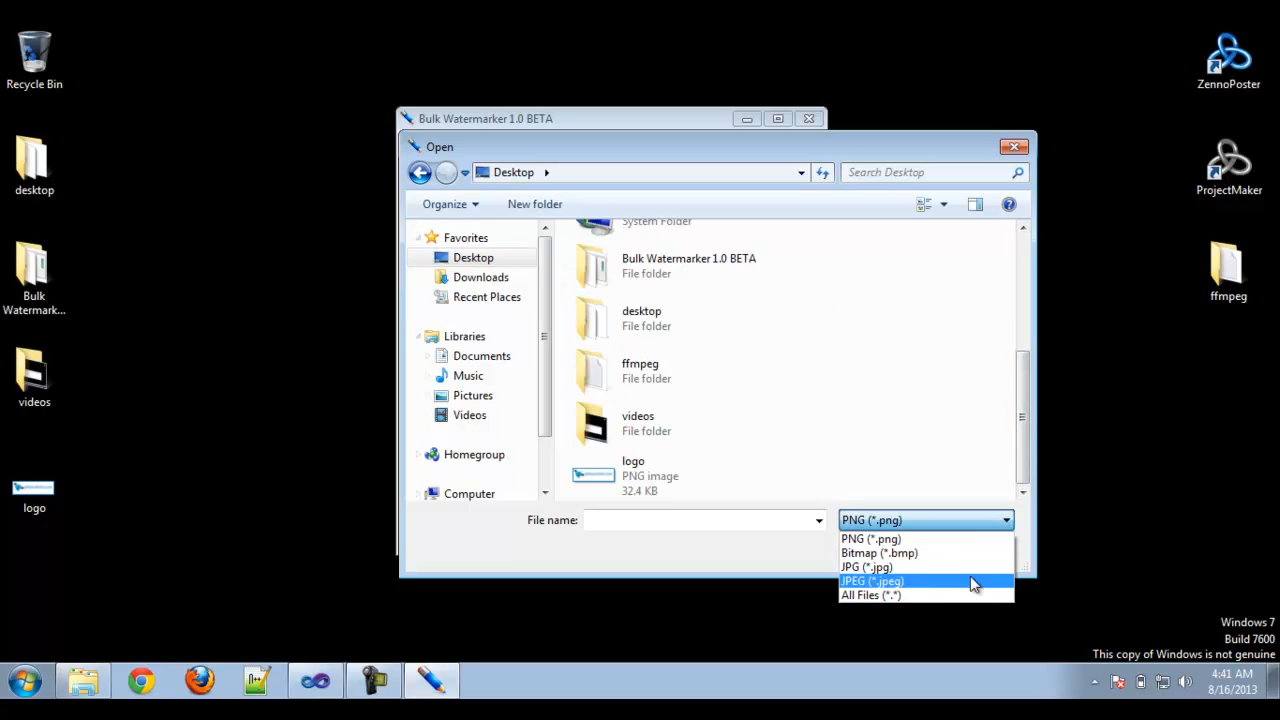 Recycle Bin
desktop
Bulk
Watermark...
videos
logo
Bulk Watermarker 1.0 BETA
Open
Desktop
Search Desktop
Organize
New folder
Favorites
Desktop
Downloads
Recent Places
Libraries
Documents
Music
Pictures
Videos
Homegroup
Computer
System Folder
Bulk Watermarker 1.0 BETA
File folder
desktop
File folder
ffmpeg
File folder
videos
File folder
logo
PNG image
32.4 KB
File name:
PNG (*.png)
PNG (*.png)
Bitmap (*.bmp)
JPG (*.jpg)
JPEG (*.jpeg)
All Files (*.*)
ZennoPoster
ProjectMaker
ffmpeg
Windows 7
Build 7600
This copy of Windows is not genuine
4:41 AM
8/16/2013